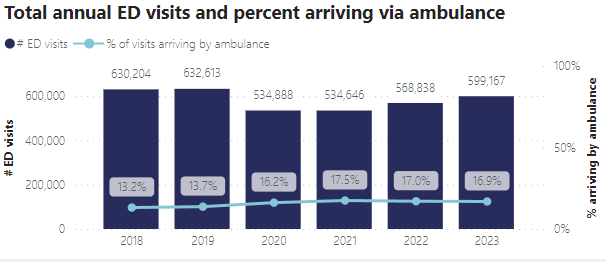 Total annual ED visits and percent arriving via ambulance
# ED visits % of visits arriving by ambulance
630,204 632,613 534,888 534,646 568,838 599,167
600,000
400,000
200,000
0
# ED visits
13.2% 13.7% 16.2% 17.5% 17.0% 16.9%
100%
50%
0%
% arriving by ambulance
2018 2019 2020 2021 2022 2023